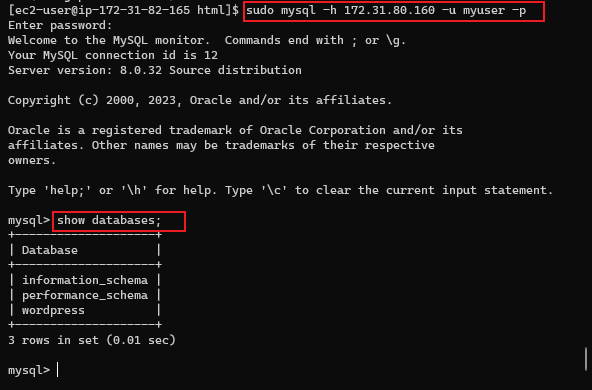 [ec2-user@ip-172-31-82-165 html]$ sudo mysql -h 172.31.80.160 -u myuser -p
Enter password:
Welcome to the MySQL monitor.  Commands end with ; or \g.
Your MySQL connection id is 12
Server version: 8.0.32 Source distribution

Copyright (c) 2000, 2023, Oracle and/or its affiliates.

Oracle is a registered trademark of Oracle Corporation and/or its
affiliates. Other names may be trademarks of their respective
owners.

Type 'help;' or '\h' for help. Type '\c' to clear the current input statement.

mysql> show databases;
+--------------------+
| Database           |
+--------------------+
| information_schema |
| performance_schema |
| wordpress          |
+--------------------+
3 rows in set (0.01 sec)

mysql>